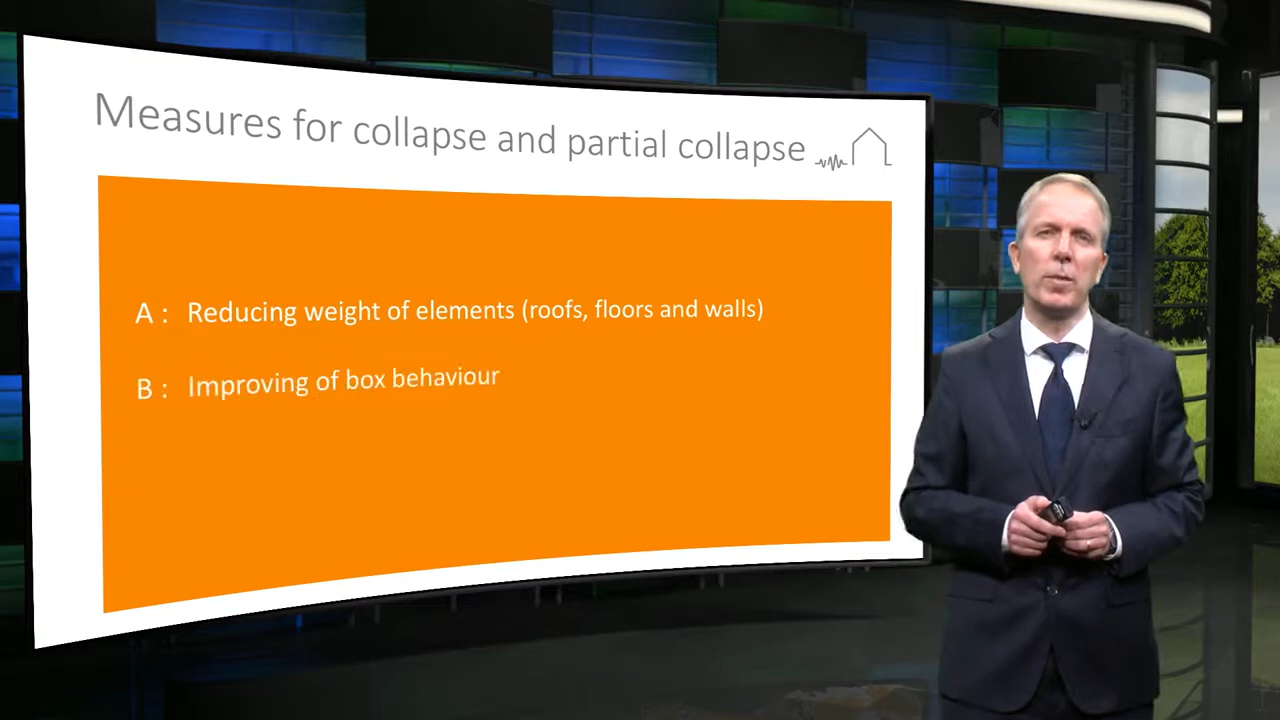 Measures for collapse and partial collapse
A : Reducing weight of elements (roofs, floors and walls)
B : Improving of box behaviour